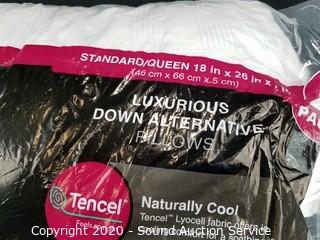 STANDARD/QUEEN 18 in x 26 in
(46 cm x 66 cm x.5 cm)
LUXURIOUS
DOWN ALTERNATIVE
PILLOWS
Tencel
Feels
Naturally Cool
Tencel™ Lyocell fabric
Copyright 2020 - Sound Auction Service